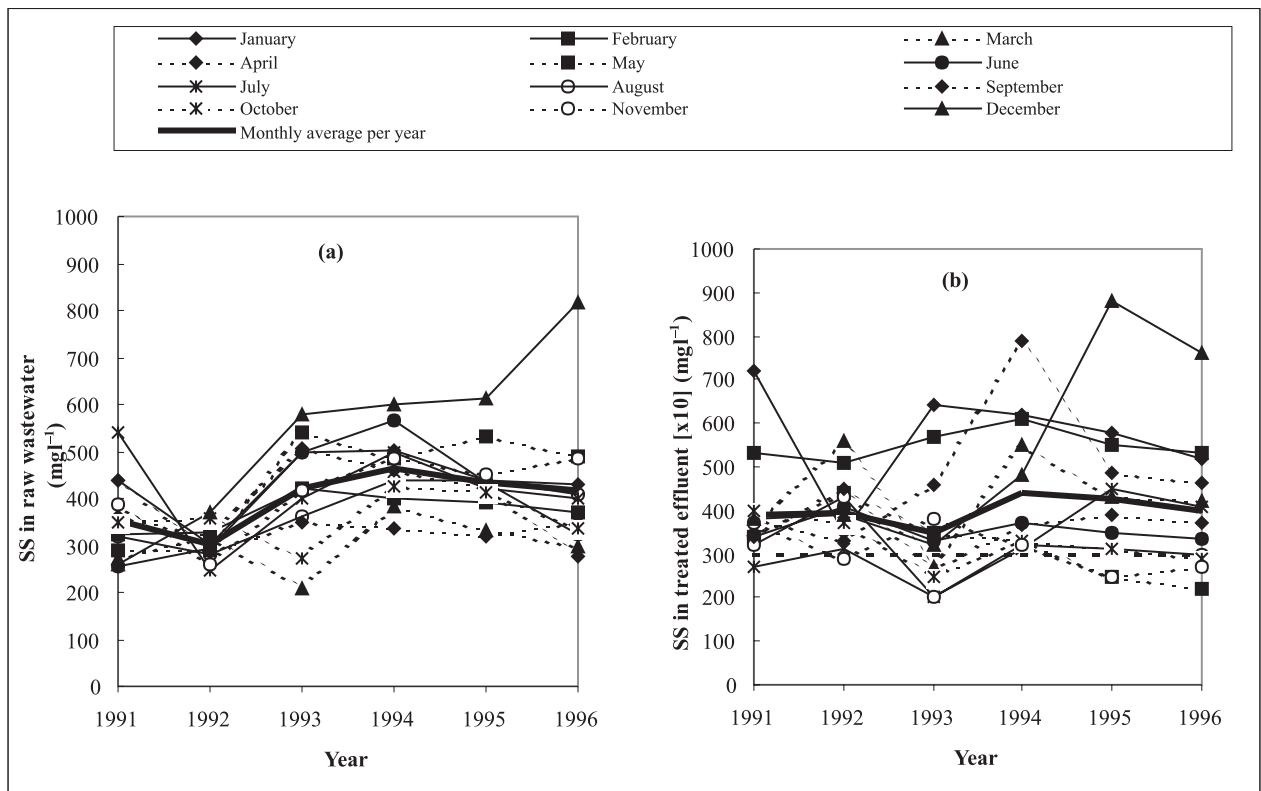 January February March
April May June
July August September
October November December
Monthly average per year
(a)
1000
900
800
700
600
500
400
300
200
100
0
SS in raw wastewater
(mgl⁻¹)
1991 1992 1993 1994 1995 1996
Year
(b)
1000
900
800
700
600
500
400
300
200
100
0
SS in treated effluent [x10] (mgl⁻¹)
1991 1992 1993 1994 1995 1996
Year